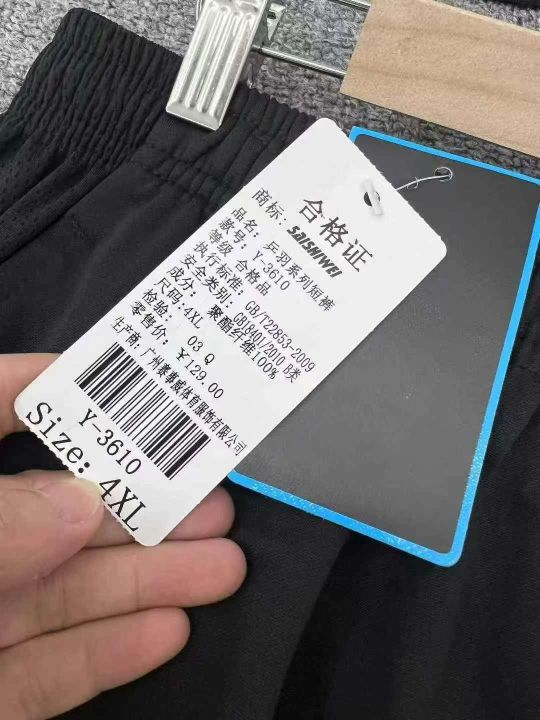 合格证
商标: SAISHIWEI
品名: 乒羽系列短裤
款号: Y-3610
等级: 合格品
执行标准: GB/T22853-2009
安全类别: GB18401/2010 B类
成分: 聚酯纤维100%
尺码: 4XL
检验: 03 Q
零售价: ¥129.00
生产商: 广州赛事威体育服饰有限公司
Y-3610
Size: 4XL